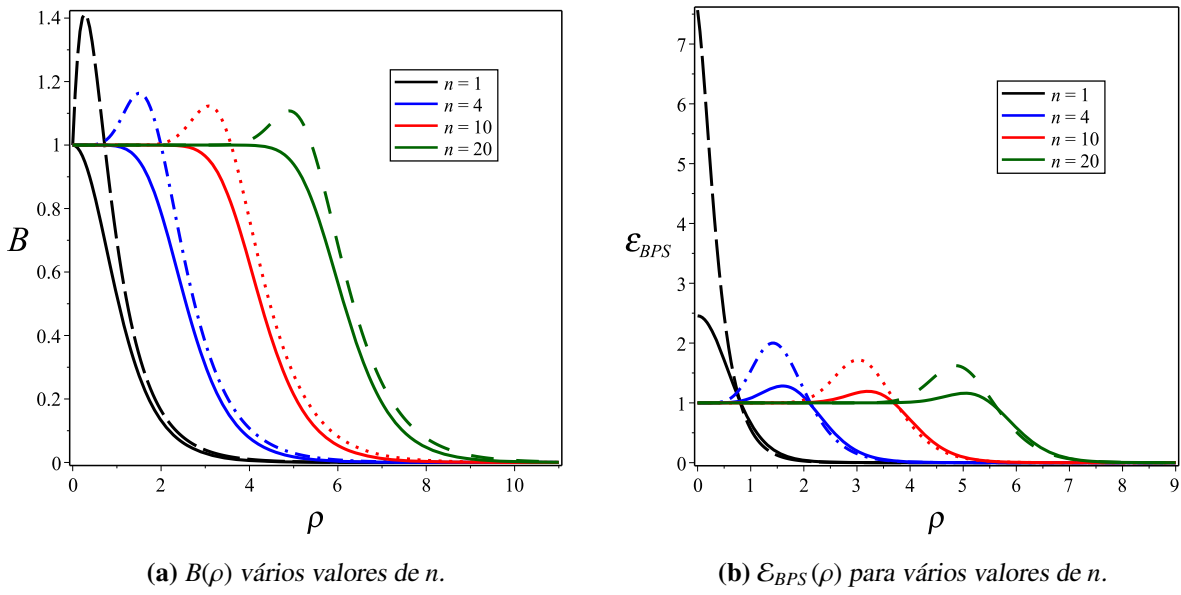 1.4
1.2
1
0.8
0.6
0.4
0.2
0
B
0 2 4 6 8 10
ρ
n = 1
n = 4
n = 10
n = 20
(a) B(ρ) vários valores de n.
7
6
5
4
3
2
1
0
ℰ_BPS
0 1 2 3 4 5 6 7 8 9
ρ
n = 1
n = 4
n = 10
n = 20
(b) ℰ_BPS(ρ) para vários valores de n.